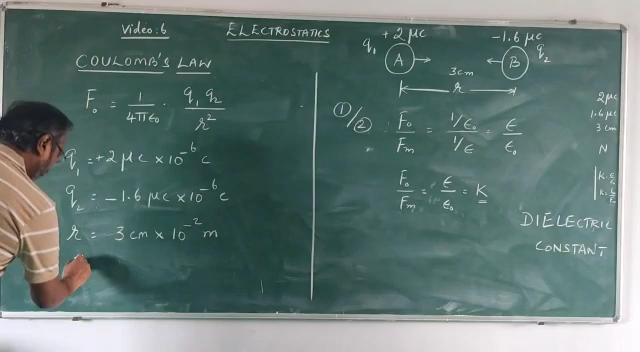 Video: 6
ELECTROSTATICS
COULOMB'S LAW
F₀ = 1/4πε₀ · q₁ q₂/r²
q₁ = +2 μc × 10⁻⁶ c
q₂ = -1.6 μc × 10⁻⁶ c
r = 3 cm × 10⁻² m
+2 μc
-1.6 μc
q₁ A
B q₂
3cm
r
①/② F₀/Fm = 1/ε₀ / 1/ε = ε/ε₀
F₀/Fm = ε/ε₀ = K
DIELECTRIC
CONSTANT
2μc
1.6 μc
3 cm
N